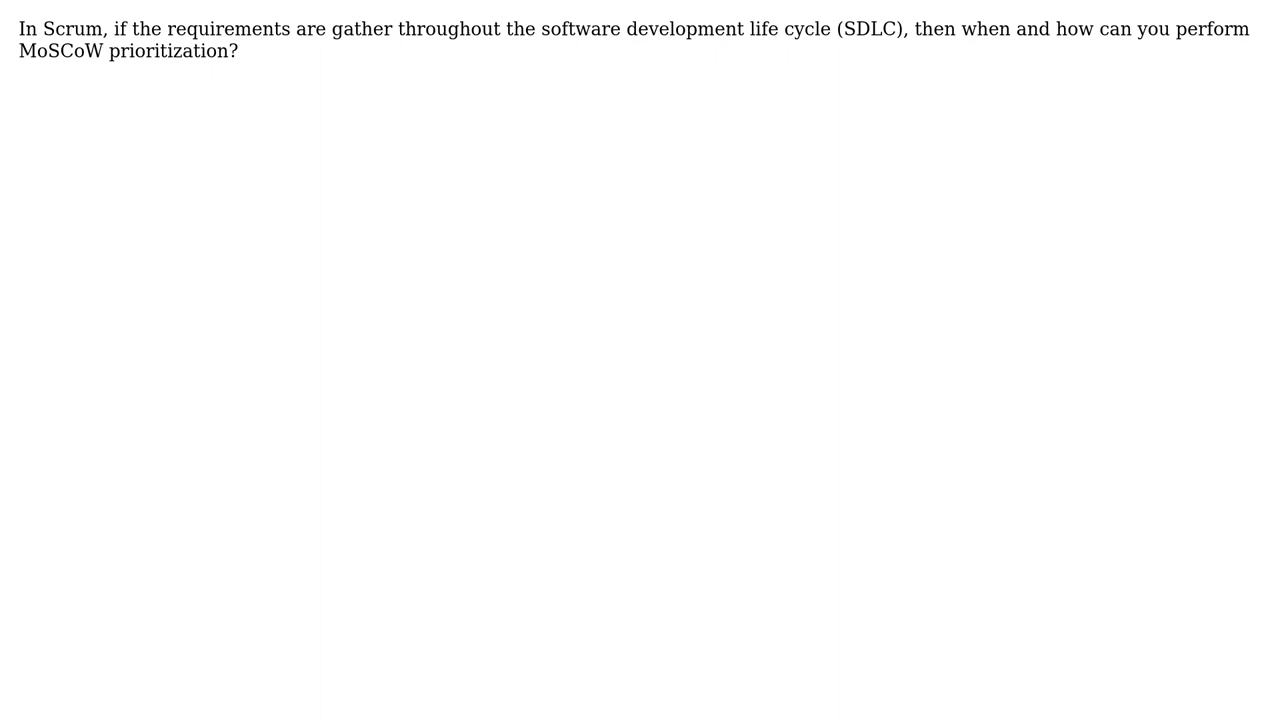 In Scrum, if the requirements are gather throughout the software development life cycle (SDLC), then when and how can you perform
MoSCoW prioritization?